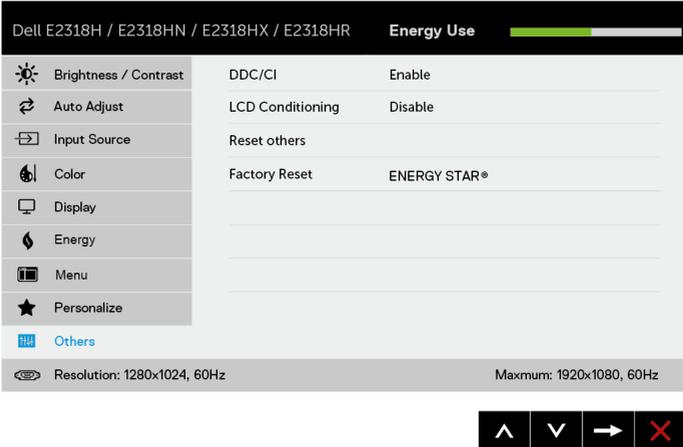 Dell E2318H / E2318HN / E2318HX / E2318HR Energy Use
Brightness / Contrast DDC/CI Enable
Auto Adjust LCD Conditioning Disable
Input Source Reset others
Color Factory Reset ENERGY STAR®
Display
Energy
Menu
Personalize
Others
Resolution: 1280x1024, 60Hz Maxmum: 1920x1080, 60Hz